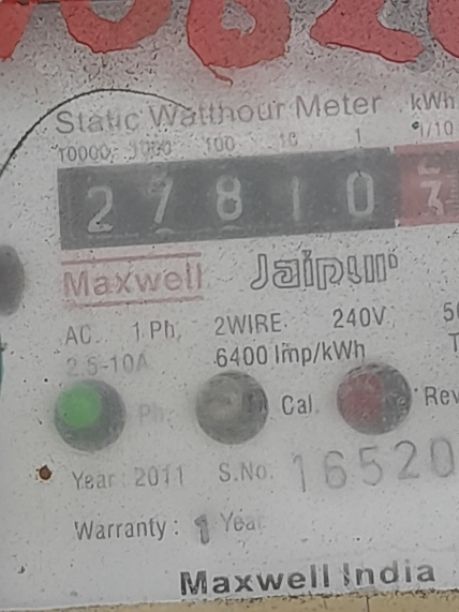 Static Watthour Meter kWh
10000 1000 100 10 1 1/10
2 7 8 1 0 3
Maxwell Jaipur
AC. 1 Ph, 2WIRE. 240V,
2.5-10A 6400 Imp/kWh
Ph. Cal. Rev
Year: 2011 S.No. 16520
Warranty : 1 Year
Maxwell India